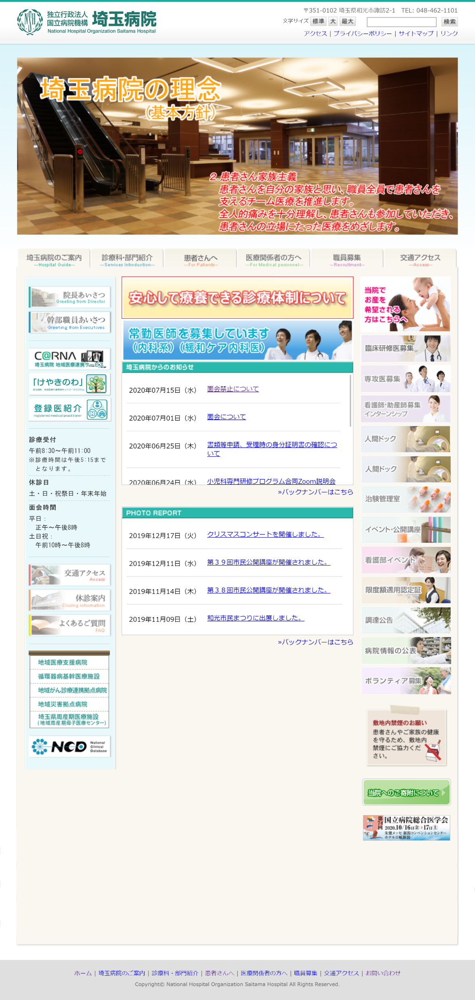 独立行政法人
国立病院機構 埼玉病院
National Hospital Organization Saitama Hospital
〒351-0102 埼玉県和光市諏訪2-1 TEL: 048-462-1101
文字サイズ 標準 大 最大 検索
アクセス | プライバシーポリシー | サイトマップ | リンク
埼玉病院の理念
(基本方針)
2.患者さん家族主義
患者さんを自分の家族と思い、職員全員で患者さんを
支えるチーム医療を推進します。
全人的痛みを十分理解し、患者さんも参加していただき、
患者さんの立場にたった医療をめざします。
埼玉病院のご案内 診療科・部門紹介 患者さんへ 医療関係者の方へ 職員募集 交通アクセス
---Hospital Guide--- ---Services Introduction--- ---For Patients--- ---For Medical personnel--- ---Recruitment--- ---Access---
院長あいさつ
Greeting from Director
幹部職員あいさつ
Greeting from Executives
C@RNA
埼玉病院 地域医療連携サービス
「けやきのわ」
埼玉病院 地域医療介護情報ネットワークシステム
登録医紹介
registered medical practitioner
診療受付
午前8:30～午前11:00
※診療時間は午後5:15まで
となります。
休診日
土・日・祝祭日・年末年始
面会時間
平日：
正午～午後8時
土日祝：
午前10時～午後8時
交通アクセス
Access
休診案内
Closing information
よくあるご質問
FAQ
地域医療支援病院
循環器病基幹医療施設
地域がん診療連携拠点病院
地域災害拠点病院
埼玉県周産期医療施設
(地域周産期母子医療センター)
NCD National
Clinical
Database
安心して療養できる診療体制について
常勤医師を募集しています
(内科系)(緩和ケア内科医)
埼玉病院からのお知らせ
2020年07月15日（水） 面会禁止について
2020年07月01日（水） 面会について
2020年06月25日（木） 書類等申請、受理時の身分証明書の確認につ
いて
2020年06月24日（水） 小児科専門研修プログラム合同Zoom説明会
»バックナンバーはこちら
PHOTO REPORT
2019年12月17日（火） クリスマスコンサートを開催しました。
2019年12月11日（水） 第３９回市民公開講座が開催されました。
2019年11月14日（木） 第３８回市民公開講座が開催されました。
2019年11月09日（土） 和光市民まつりに出展しました。
»バックナンバーはこちら
当院で
お産を
希望される
方はこちらへ
臨床研修医募集
専攻医募集
看護師・助産師募集
インターンシップ
人間ドック
人間ドック
治験管理室
イベント・公開講座
看護部イベント
限度額適用認定証
調達公告
病院情報の公表
ボランティア募集
敷地内禁煙のお願い
患者さんやご家族の健康
を守るため、敷地内
禁煙にご協力くだ
さい。
当院へのご寄附について
第74回 国立病院総合医学会
2020.10/16日金 17日土
朱鷺メッセ 新潟コンベンションセンター
ホテル日航新潟
ホーム | 埼玉病院のご案内 | 診療科・部門紹介 | 患者さんへ | 医療関係者の方へ | 職員募集 | 交通アクセス | お問い合わせ
Copyright© National Hospital Organization Saitama Hospital All Rights Reserved.